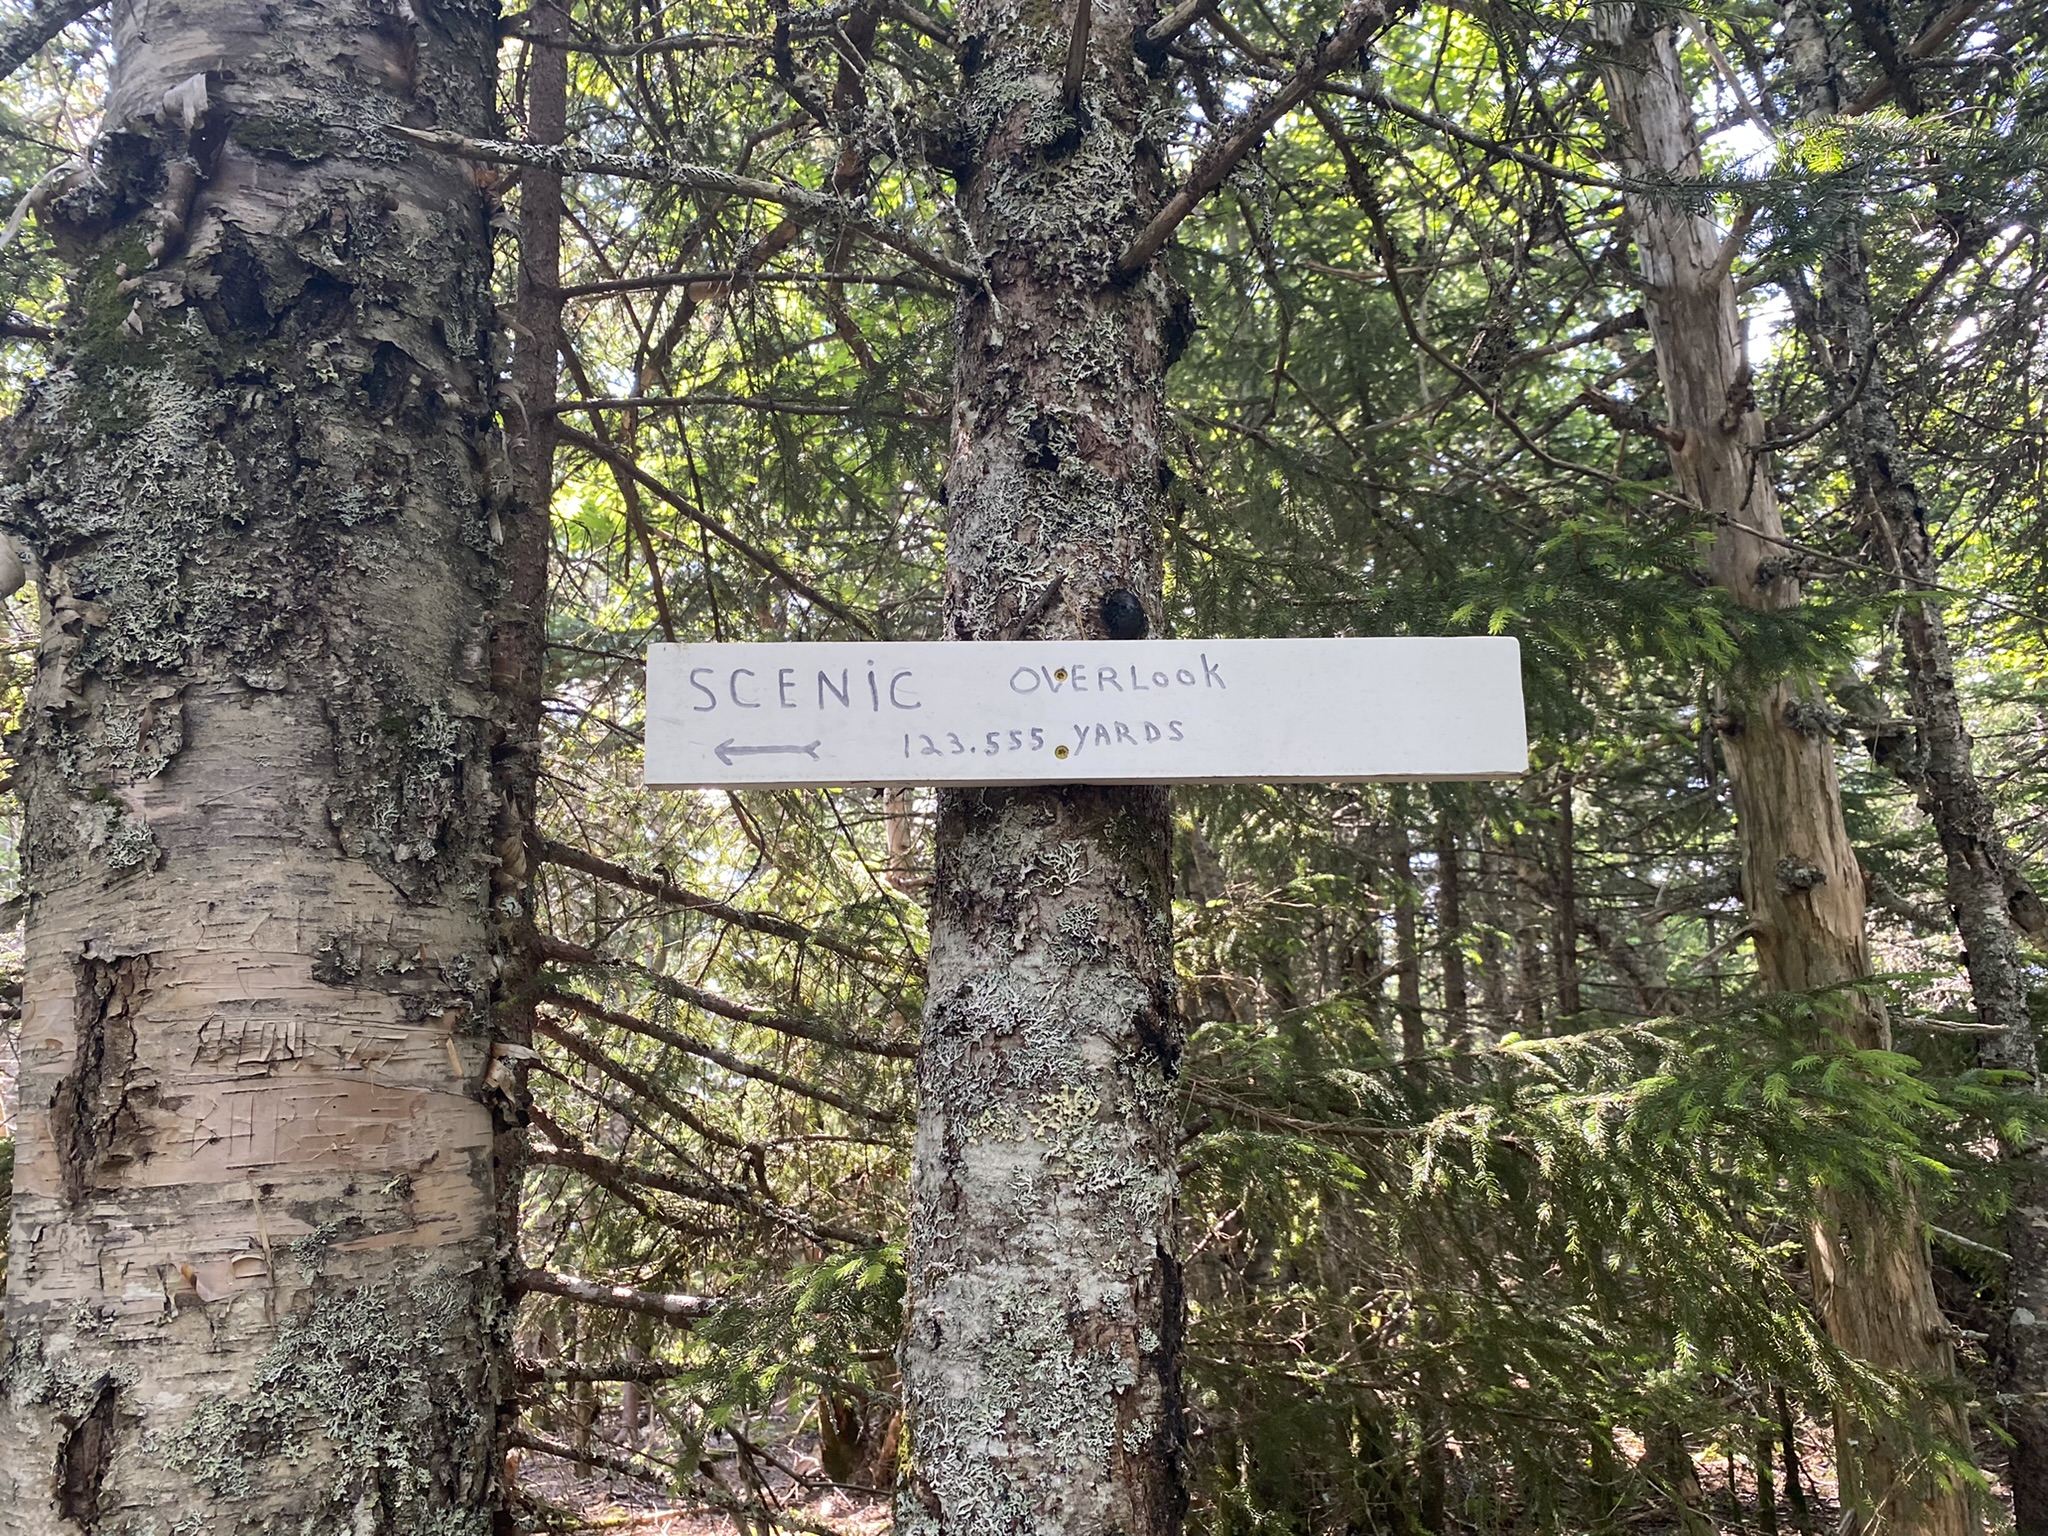 SCENIC OVERLOOK
← 123.555 YARDS